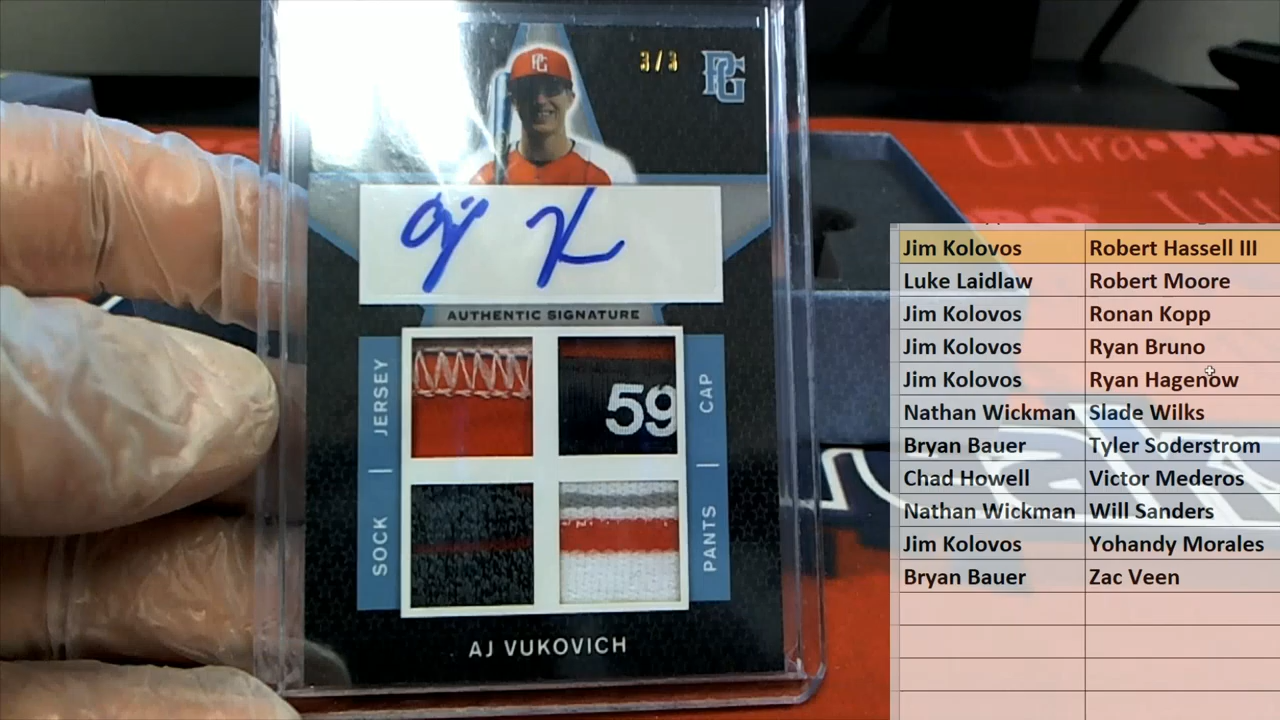 3/3
PG
PG
AUTHENTIC SIGNATURE
JERSEY
CAP
59
SOCK
PANTS
AJ VUKOVICH
Ultra•PRO
Jim Kolovos Robert Hassell III
Luke Laidlaw Robert Moore
Jim Kolovos Ronan Kopp
Jim Kolovos Ryan Bruno
Jim Kolovos Ryan Hagenow
Nathan Wickman Slade Wilks
Bryan Bauer Tyler Soderstrom
Chad Howell Victor Mederos
Nathan Wickman Will Sanders
Jim Kolovos Yohandy Morales
Bryan Bauer Zac Veen